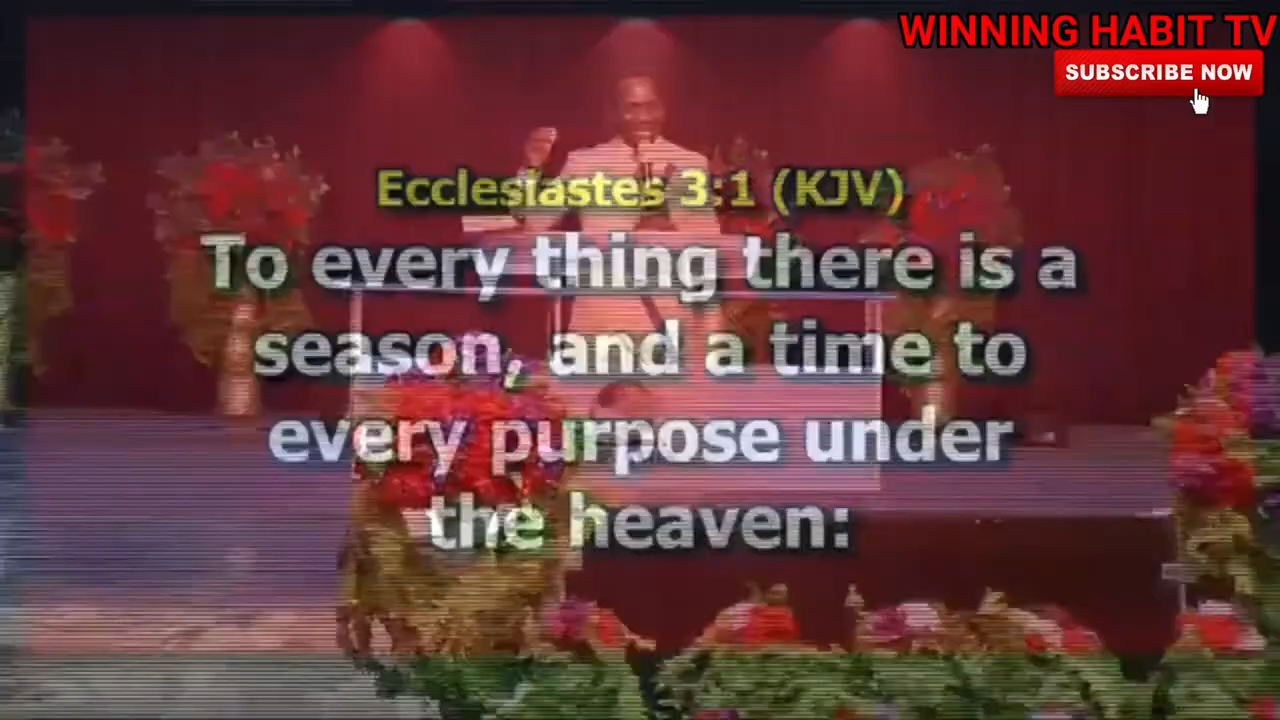 WINNING HABIT TV
SUBSCRIBE NOW
Ecclesiastes 3:1 (KJV)
To every thing there is a
season, and a time to
every purpose under
the heaven: